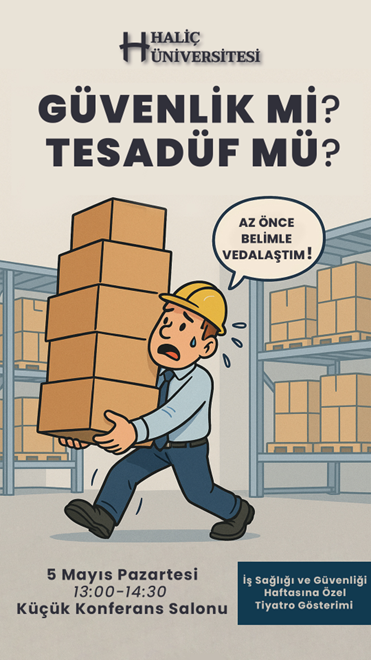 HALİÇ
ÜNİVERSİTESİ
GÜVENLİK Mİ?
TESADÜF MÜ?
AZ ÖNCE
BELİMLE
VEDALAŞTIM!
5 Mayıs Pazartesi
13:00-14:30
Küçük Konferans Salonu
İş Sağlığı ve Güvenliği
Haftasına Özel
Tiyatro Gösterimi